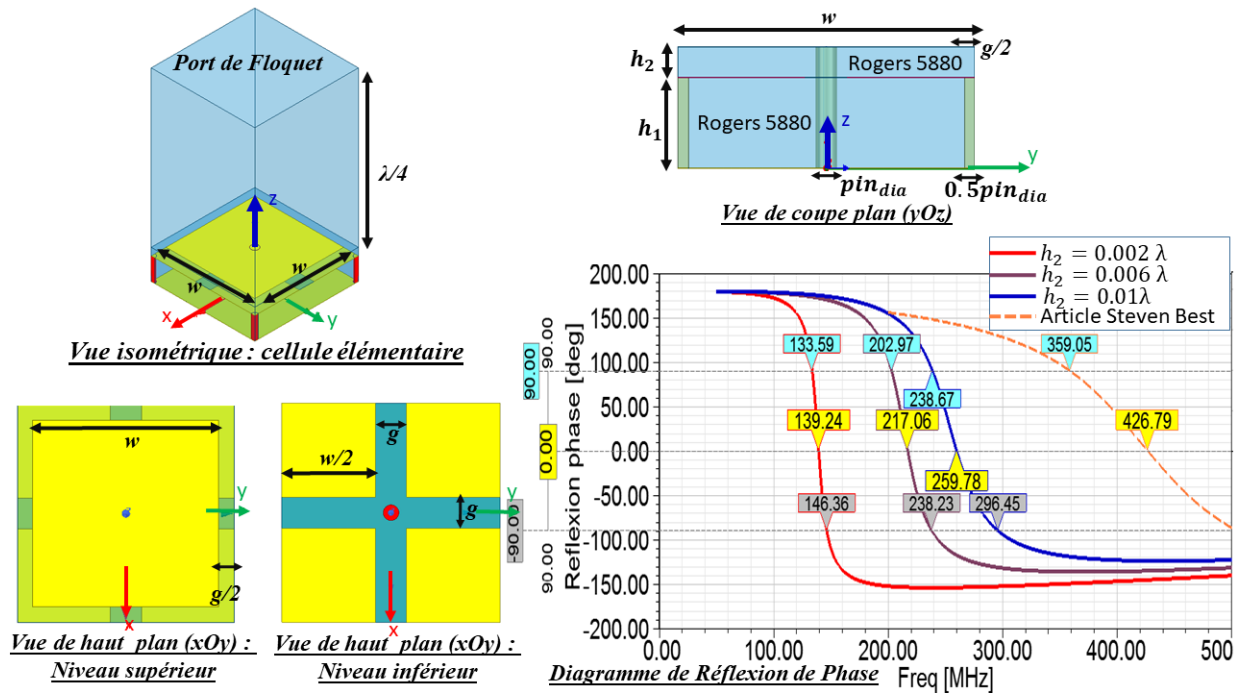 Port de Floquet
λ/4
z
w
w
x
y
Vue isométrique : cellule élémentaire
w
g/2
h₂
Rogers 5880
h₁
Rogers 5880
z
y
pin_dia
0.5pin_dia
Vue de coupe plan (yOz)
w
y
g/2
x
Vue de haut plan (xOy) :
Niveau supérieur
g
w/2
y
g
x
Vue de haut plan (xOy) :
Niveau inférieur
h₂ = 0.002 λ
h₂ = 0.006 λ
h₂ = 0.01λ
Article Steven Best
200.00
150.00
100.00
50.00
0.00
-50.00
-100.00
-150.00
-200.00
Réflexion phase [deg]
90.00
90.00
0.00
-90.00
90.00
133.59
202.97
359.05
238.67
139.24
217.06
426.79
259.78
146.36
238.23
296.45
0.00
100.00
200.00
300.00
400.00
500
Freq [MHz]
Diagramme de Réflexion de Phase